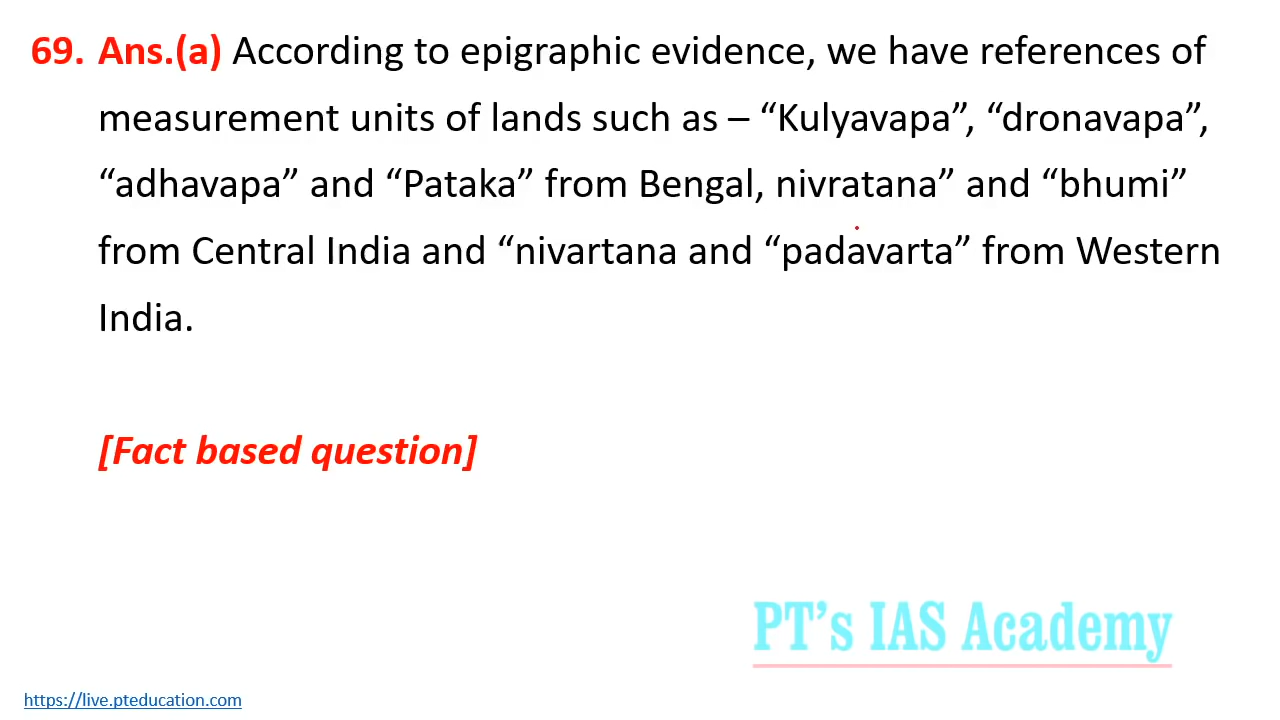 69. Ans.(a) According to epigraphic evidence, we have references of
measurement units of lands such as – “Kulyavapa”, “dronavapa”,
“adhavapa” and “Pataka” from Bengal, nivratana” and “bhumi”
from Central India and “nivartana and “padavarta” from Western
India.
[Fact based question]
PT’s IAS Academy
https://live.pteducation.com